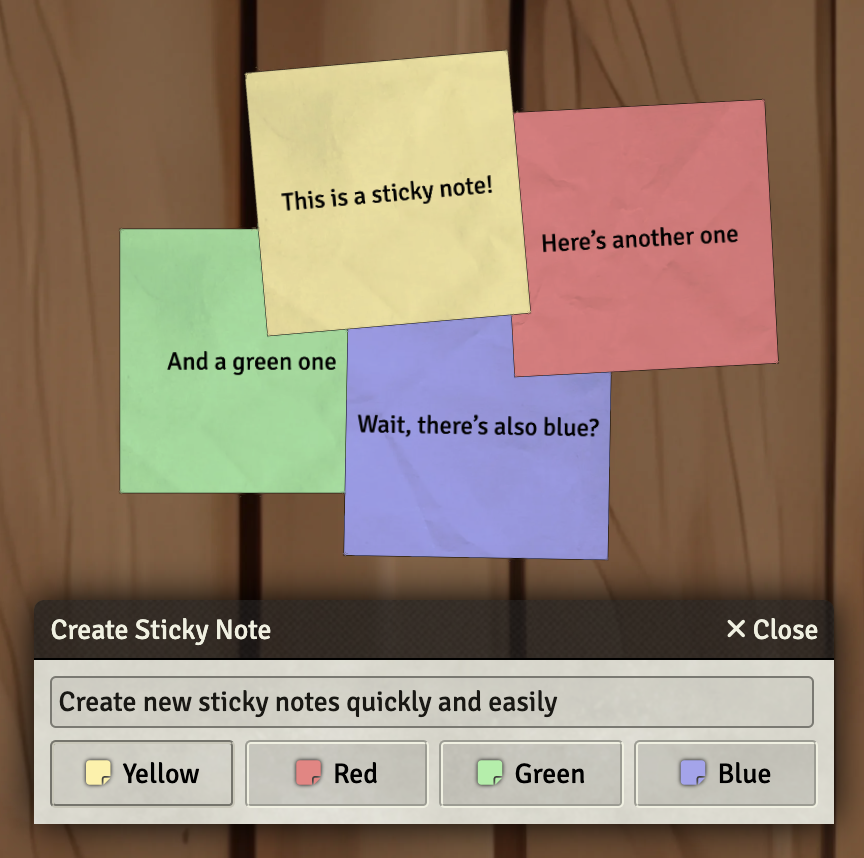 This is a sticky note!
Here’s another one
And a green one
Wait, there’s also blue?
Create Sticky Note
✕ Close
Create new sticky notes quickly and easily
Yellow
Red
Green
Blue